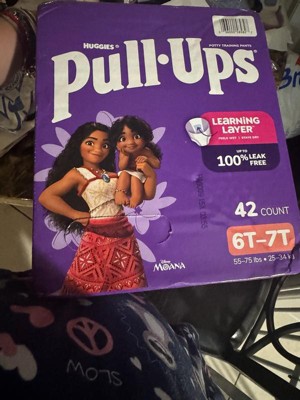 HUGGIES®
POTTY TRAINING PANTS
Pull-Ups®
LEARNING
LAYER™
UP TO
100% LEAK
FREE
42 COUNT
6T–7T
55–75 lbs • 25–34 kg
Disney
MOANA
SLOW